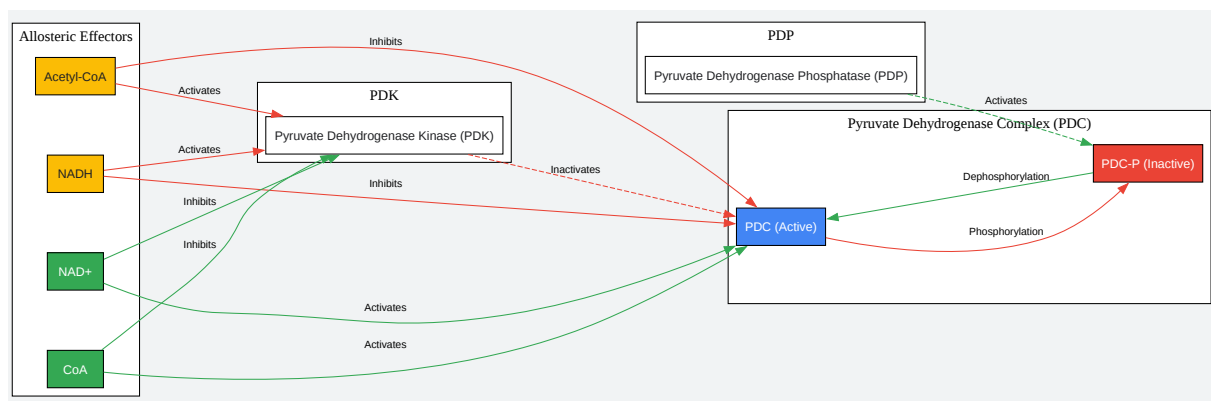 Allosteric Effectors
Acetyl-CoA
NADH
NAD+
CoA
Inhibits
Activates
Activates
Inhibits
Inhibits
Inhibits
Activates
Activates
PDK
Pyruvate Dehydrogenase Kinase (PDK)
Inactivates
PDP
Pyruvate Dehydrogenase Phosphatase (PDP)
Activates
Pyruvate Dehydrogenase Complex (PDC)
PDC-P (Inactive)
Dephosphorylation
PDC (Active)
Phosphorylation